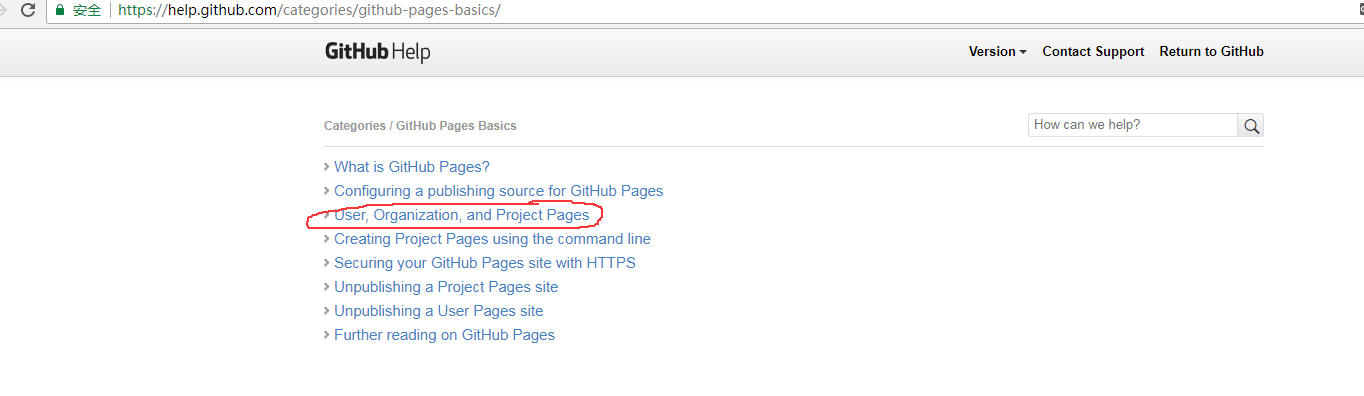 安全 https://help.github.com/categories/github-pages-basics/
GitHub Help
Version Contact Support Return to GitHub
Categories / GitHub Pages Basics
How can we help?
What is GitHub Pages?
Configuring a publishing source for GitHub Pages
User, Organization, and Project Pages
Creating Project Pages using the command line
Securing your GitHub Pages site with HTTPS
Unpublishing a Project Pages site
Unpublishing a User Pages site
Further reading on GitHub Pages